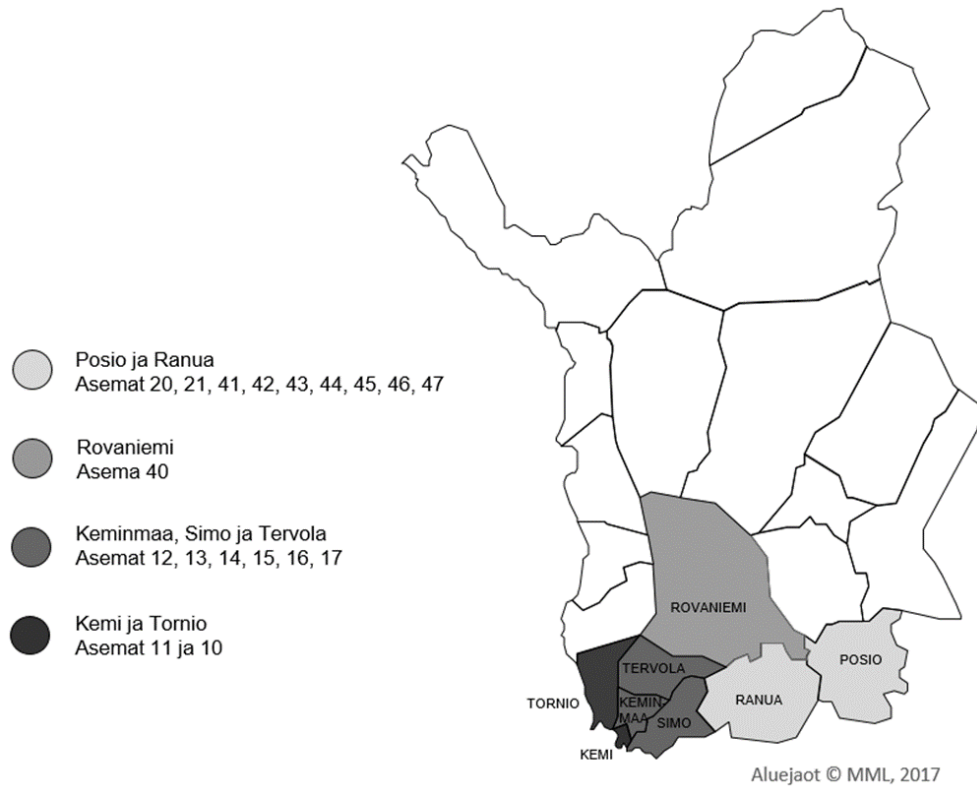 Posio ja Ranua
Asemat 20, 21, 41, 42, 43, 44, 45, 46, 47
Rovaniemi
Asema 40
Keminmaa, Simo ja Tervola
Asemat 12, 13, 14, 15, 16, 17
Kemi ja Tornio
Asemat 11 ja 10
ROVANIEMI
POSIO
TERVOLA
RANUA
TORNIO
KEMIN-
MAA
SIMO
KEMI
Aluejaot © MML, 2017